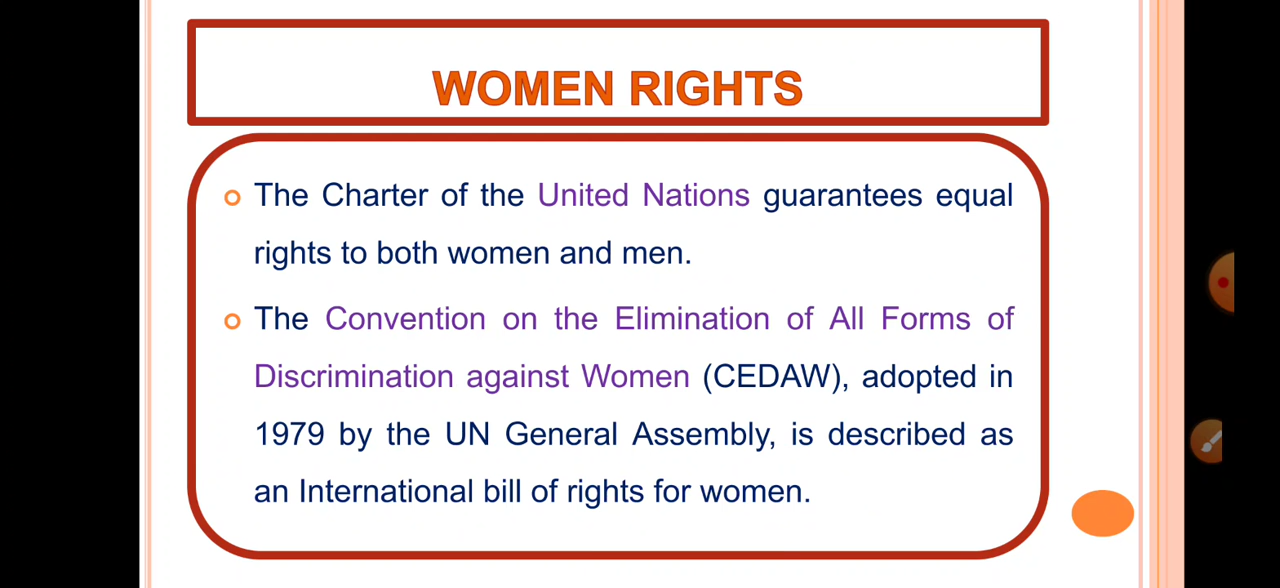 WOMEN RIGHTS
The Charter of the United Nations guarantees equal
rights to both women and men.
The Convention on the Elimination of All Forms of
Discrimination against Women (CEDAW), adopted in
1979 by the UN General Assembly, is described as
an International bill of rights for women.